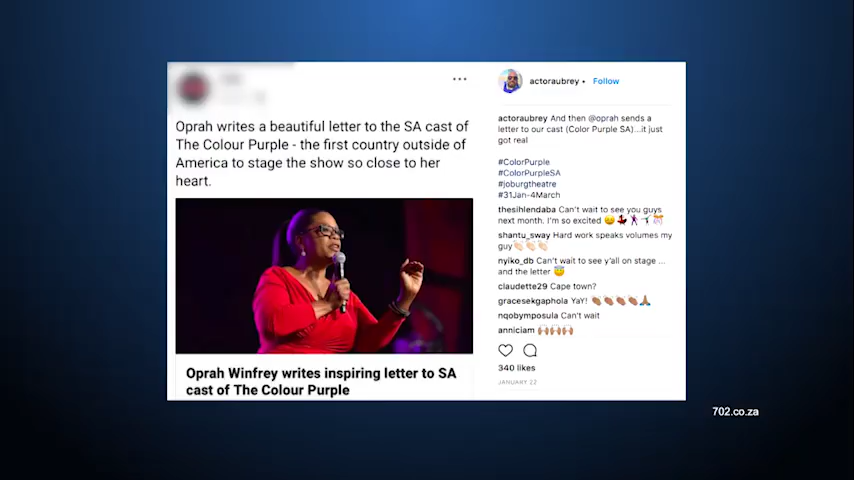 Oprah writes a beautiful letter to the SA cast of
The Colour Purple - the first country outside of
America to stage the show so close to her
heart.
Oprah Winfrey writes inspiring letter to SA
cast of The Colour Purple
actoraubrey • Follow
actoraubrey And then @oprah sends a
letter to our cast (Color Purple SA)...it just
got real
#ColorPurple
#ColorPurpleSA
#joburgtheatre
#31Jan-4March
thesihlendaba Can't wait to see you guys
next month. I'm so excited 😊💃🕺🤸🎊
shantu_sway Hard work speaks volumes my
guy👏🏻👏🏻👏🏻
nyiko_db Can't wait to see y'all on stage ...
and the letter 😇
claudette29 Cape town?
gracesekgaphola YaY! 👏🏽👏🏽👏🏽👏🏽🙏🏽
nqobymposula Can't wait
anniciam 🙌🏽🙌🏽🙌🏽
340 likes
JANUARY 22
702.co.za